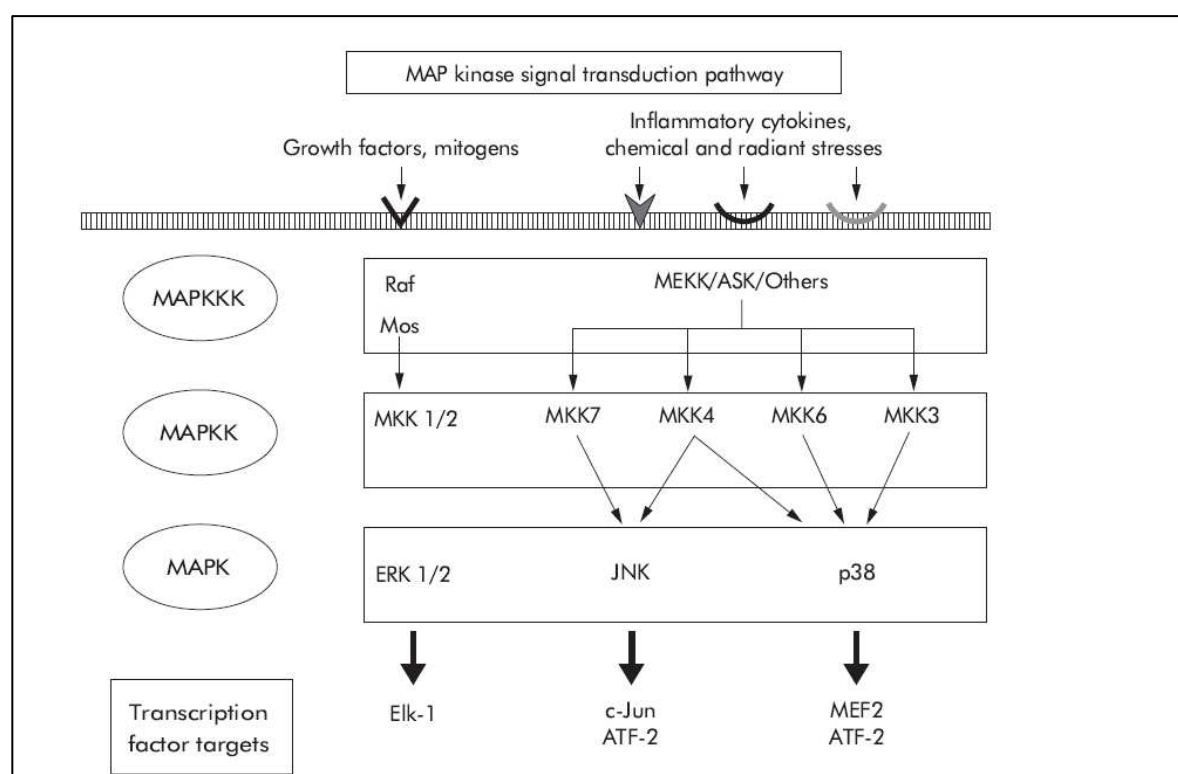 MAP kinase signal transduction pathway
Growth factors, mitogens
Inflammatory cytokines,
chemical and radiant stresses
MAPKKK
Raf
MEKK/ASK/Others
Mos
MAPKK
MKK 1/2
MKK7
MKK4
MKK6
MKK3
MAPK
ERK 1/2
JNK
p38
Transcription
factor targets
Elk-1
c-Jun
ATF-2
MEF2
ATF-2